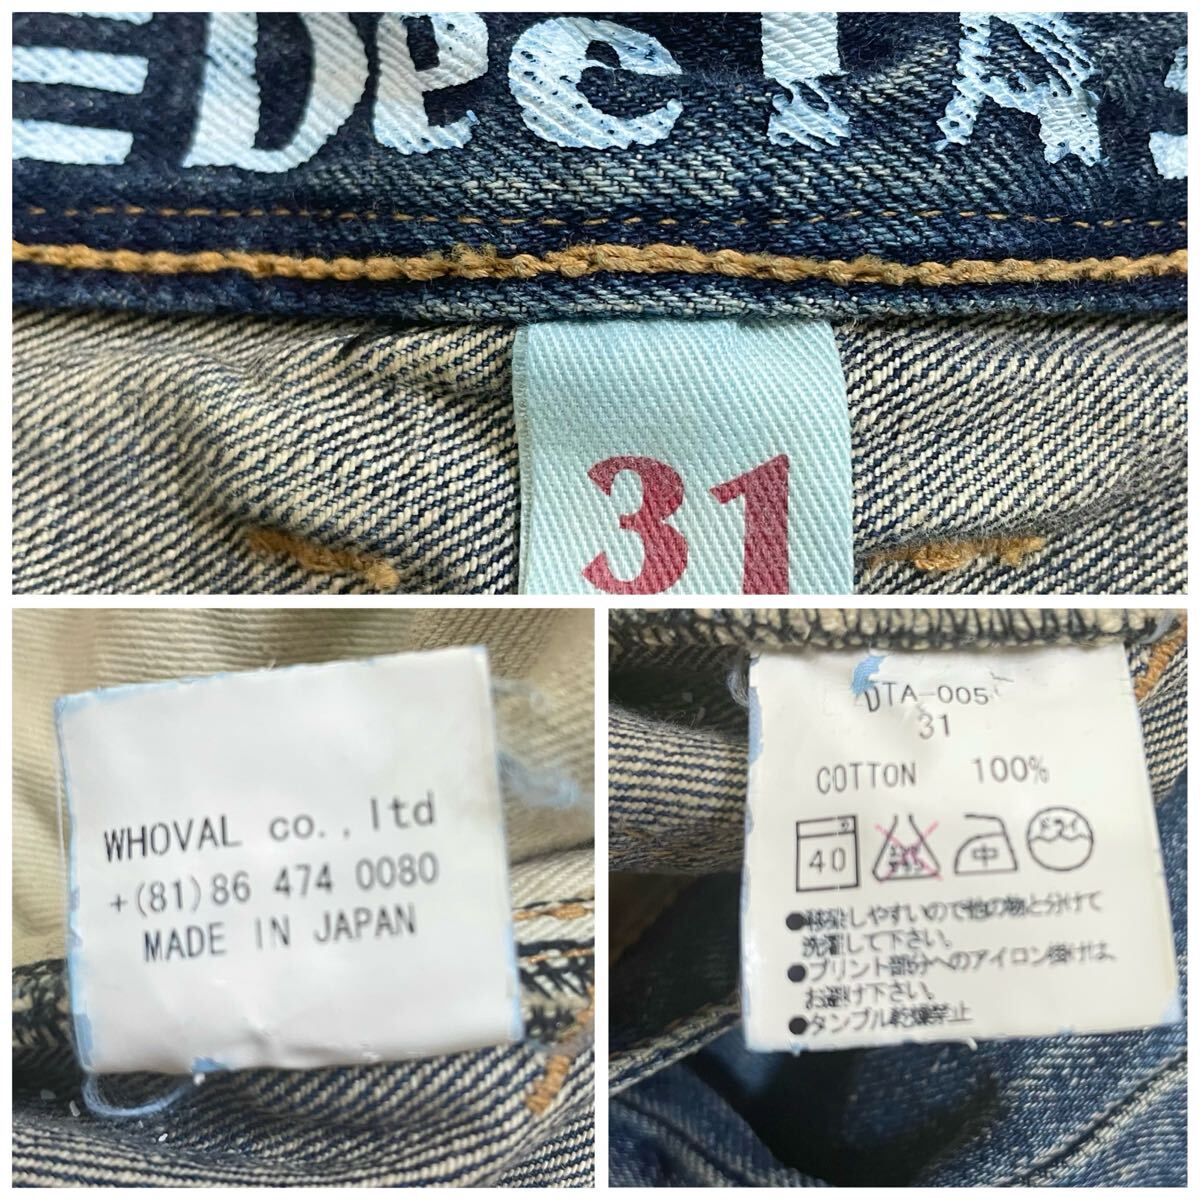 DeeTA
31
WHOVAL co.,ltd
+(81)86 474 0080
MADE IN JAPAN
DTA-005
31
COTTON 100%
40
中
ドライ
●移染しやすいので他の物と分けて
洗濯して下さい。
●プリント部分へのアイロン掛けは、
お避け下さい。
●タンブル乾燥禁止